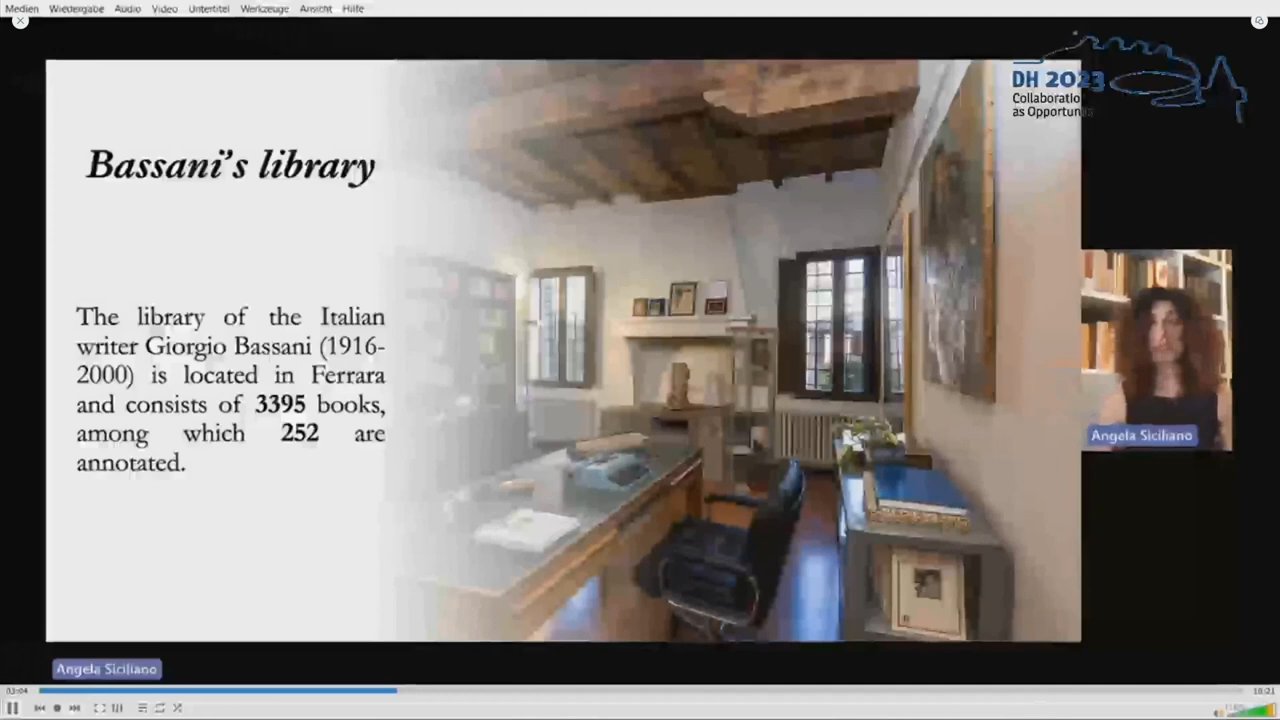 Medien Wiedergabe Audio Video Untertitel Werkzeuge Ansicht Hilfe
DH 2023
Collaboratio
as Opportun
Bassani's library
The library of the Italian
writer Giorgio Bassani (1916-
2000) is located in Ferrara
and consists of 3395 books,
among which 252 are
annotated.
Angela Siciliano
Angela Siciliano
03:04
10:21